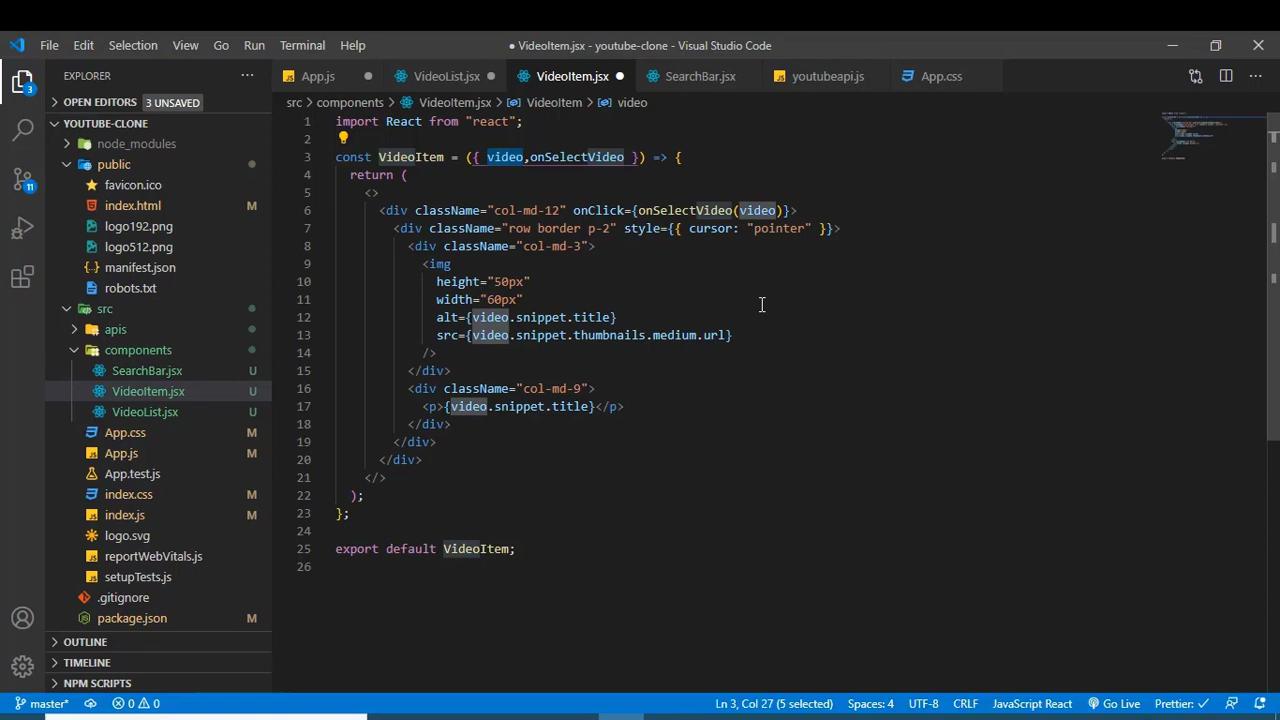 File Edit Selection View Go Run Terminal Help ● VideoItem.jsx - youtube-clone - Visual Studio Code
EXPLORER
App.js VideoList.jsx VideoItem.jsx SearchBar.jsx youtubeapi.js App.css
OPEN EDITORS 3 UNSAVED
src > components > VideoItem.jsx > VideoItem > video
YOUTUBE-CLONE
node_modules
public
favicon.ico
index.html M
logo192.png
logo512.png
manifest.json
robots.txt
src
apis
components
SearchBar.jsx U
VideoItem.jsx U
VideoList.jsx U
App.css M
App.js M
App.test.js
index.css M
index.js M
logo.svg
reportWebVitals.js
setupTests.js
.gitignore
package.json M
OUTLINE
TIMELINE
NPM SCRIPTS
3
11
1 import React from "react";
2
3 const VideoItem = ({ video,onSelectVideo }) => {
4 return (
5 <>
6 <div className="col-md-12" onClick={onSelectVideo(video)}>
7 <div className="row border p-2" style={{ cursor: "pointer" }}>
8 <div className="col-md-3">
9 <img
10 height="50px"
11 width="60px"
12 alt={video.snippet.title}
13 src={video.snippet.thumbnails.medium.url}
14 />
15 </div>
16 <div className="col-md-9">
17 <p>{video.snippet.title}</p>
18 </div>
19 </div>
20 </div>
21 </>
22 );
23 };
24
25 export default VideoItem;
26
master* 0 0 Ln 3, Col 27 (5 selected) Spaces: 4 UTF-8 CRLF JavaScript React Go Live Prettier: ✓